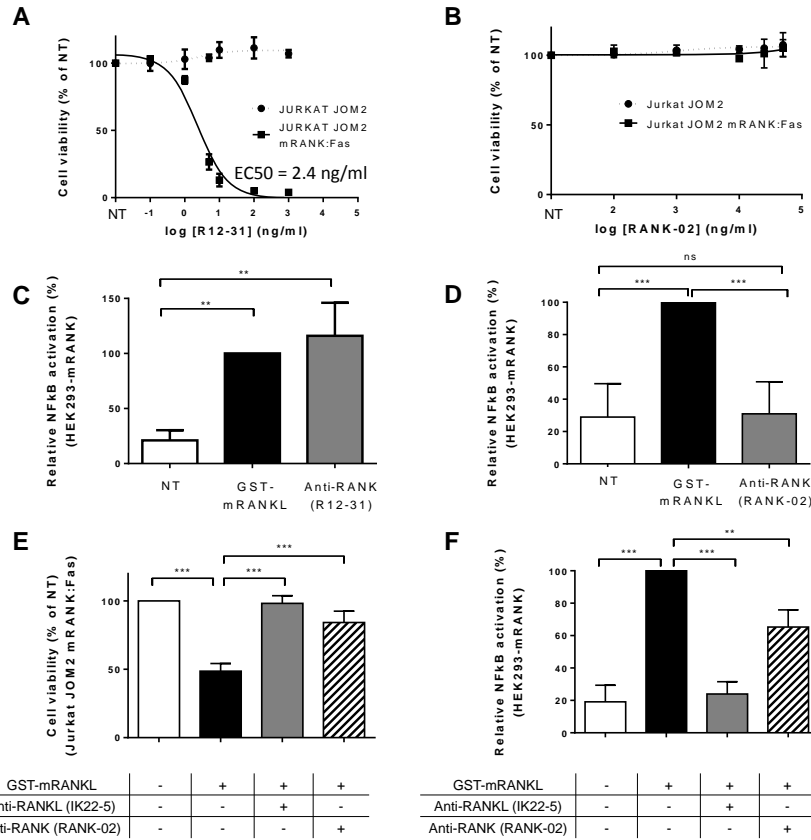 A
Cell viability (% of NT)
100
50
0
JURKAT JOM2
JURKAT JOM2
mRANK:Fas
EC50 = 2.4 ng/ml
NT
-1
0
1
2
3
4
log [R12-31] (ng/ml)
B
Cell viability (% of NT)
100
50
0
Jurkat JOM2
Jurkat JOM2 mRANK:Fas
NT
2
3
4
5
log [RANK-02] (ng/ml)
C
Relative NFkB activation (%)
(HEK293-mRANK)
150
100
50
0
**
**
NT
GST-
mRANKL
Anti-RANK
(R12-31)
D
Relative NFkB activation (%)
(HEK293-mRANK)
100
80
60
40
20
0
ns
***
***
NT
GST-
mRANKL
Anti-RANK
(RANK-02)
E
Cell viability (% of NT)
(Jurkat JOM2 mRANK:Fas)
100
50
0
***
***
***
GST-mRANKL - + + +
nti-RANKL (IK22-5) - - + -
nti-RANK (RANK-02) - - - +
F
Relative NFkB activation (%)
(HEK293-mRANK)
100
80
60
40
20
0
**
***
***
GST-mRANKL - + + +
Anti-RANKL (IK22-5) - - + -
Anti-RANK (RANK-02) - - - +